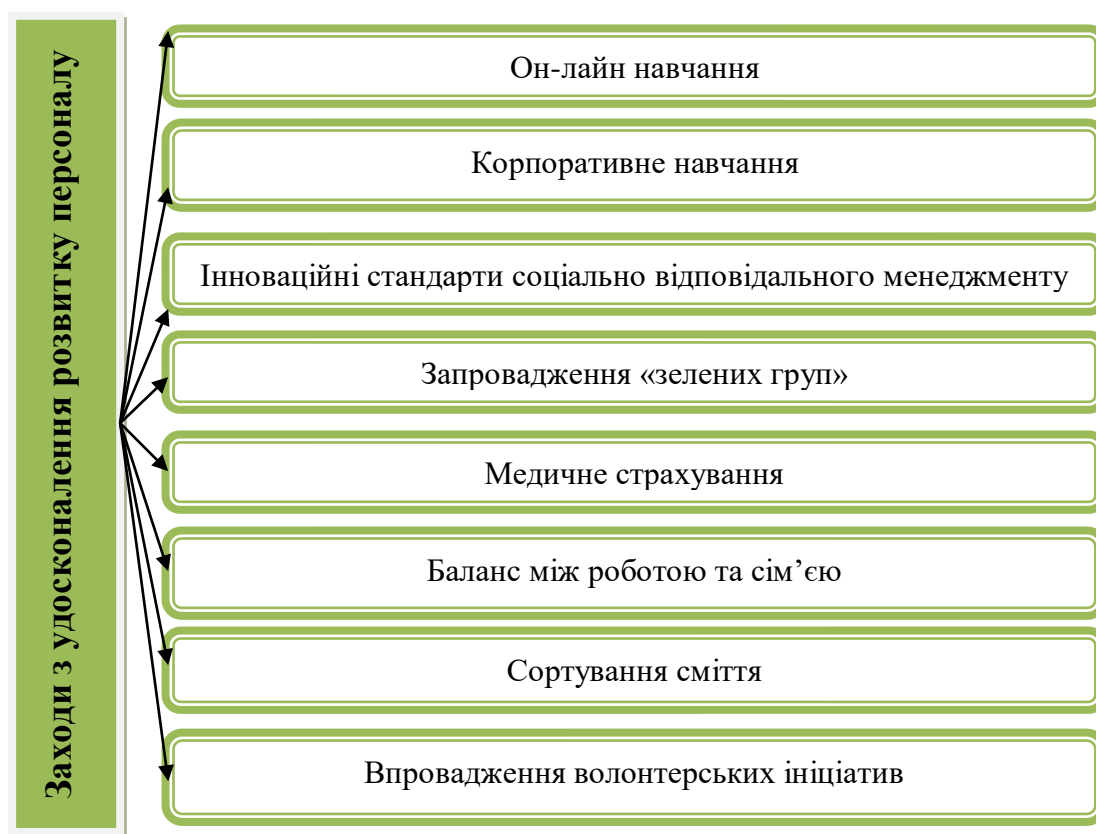 Заходи з удосконалення розвитку персоналу
Он-лайн навчання
Корпоративне навчання
Інноваційні стандарти соціально відповідального менеджменту
Запровадження «зелених груп»
Медичне страхування
Баланс між роботою та сім’єю
Сортування сміття
Впровадження волонтерських ініціатив